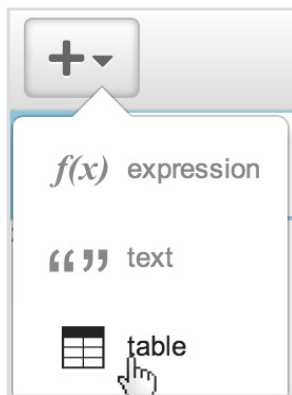 f(x) expression
“ ” text
table